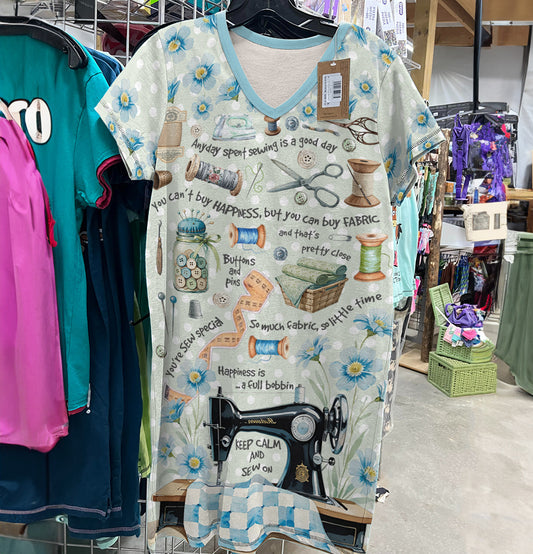 Anyday spent sewing is a good day
You can't buy HAPPINESS, but you can buy FABRIC
and that's
pretty close
Buttons
and
pins
You're SEW special
So much fabric, so little time
Happiness is
...a full bobbin
KEEP CALM
AND
SEW ON